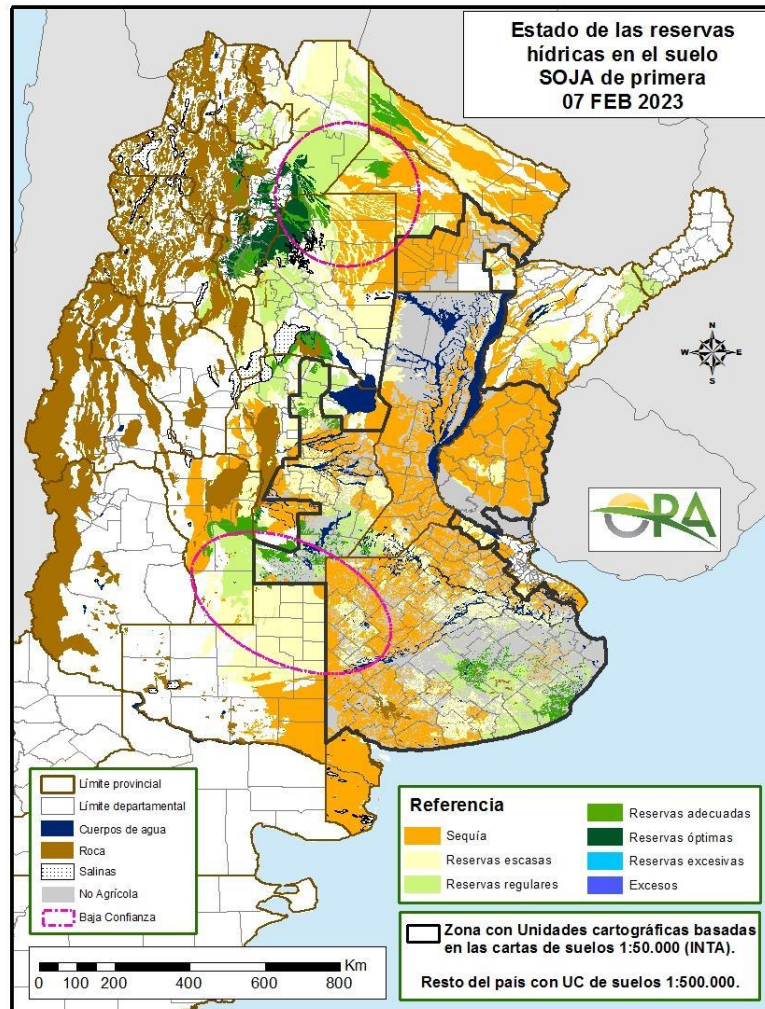 Estado de las reservas
hídricas en el suelo
SOJA de primera
07 FEB 2023
N
W
E
S
ORA
Límite provincial
Límite departamental
Cuerpos de agua
Roca
Salinas
No Agrícola
Baja Confianza
Referencia
Sequía
Reservas escasas
Reservas regulares
Reservas adecuadas
Reservas óptimas
Reservas excesivas
Excesos
Zona con Unidades cartográficas basadas
en las cartas de suelos 1:50.000 (INTA).
Resto del país con UC de suelos 1:500.000.
Km
0 100 200 400 600 800